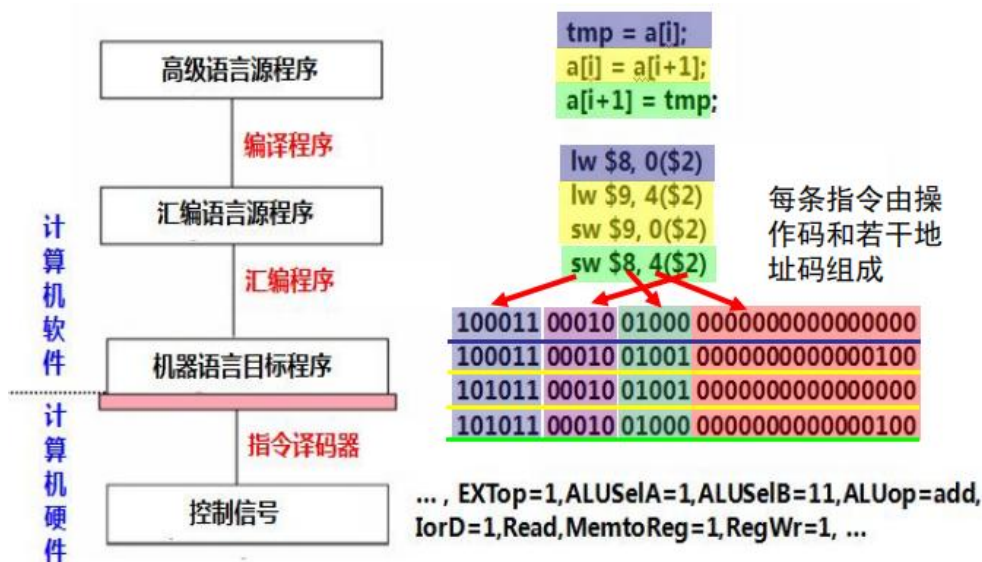 高级语言源程序
编译程序
汇编语言源程序
汇编程序
机器语言目标程序
指令译码器
控制信号
计算机软件
计算机硬件
tmp = a[i];
a[i] = a[i+1];
a[i+1] = tmp;
lw $8, 0($2)
lw $9, 4($2)
sw $9, 0($2)
sw $8, 4($2)
每条指令由操
作码和若干地
址码组成
100011 00010 01000 0000000000000000
100011 00010 01001 0000000000000100
101011 00010 01001 0000000000000000
101011 00010 01000 0000000000000100
... , EXTop=1,ALUSelA=1,ALUSelB=11,ALUop=add,
IorD=1,Read,MemtoReg=1,RegWr=1, ...